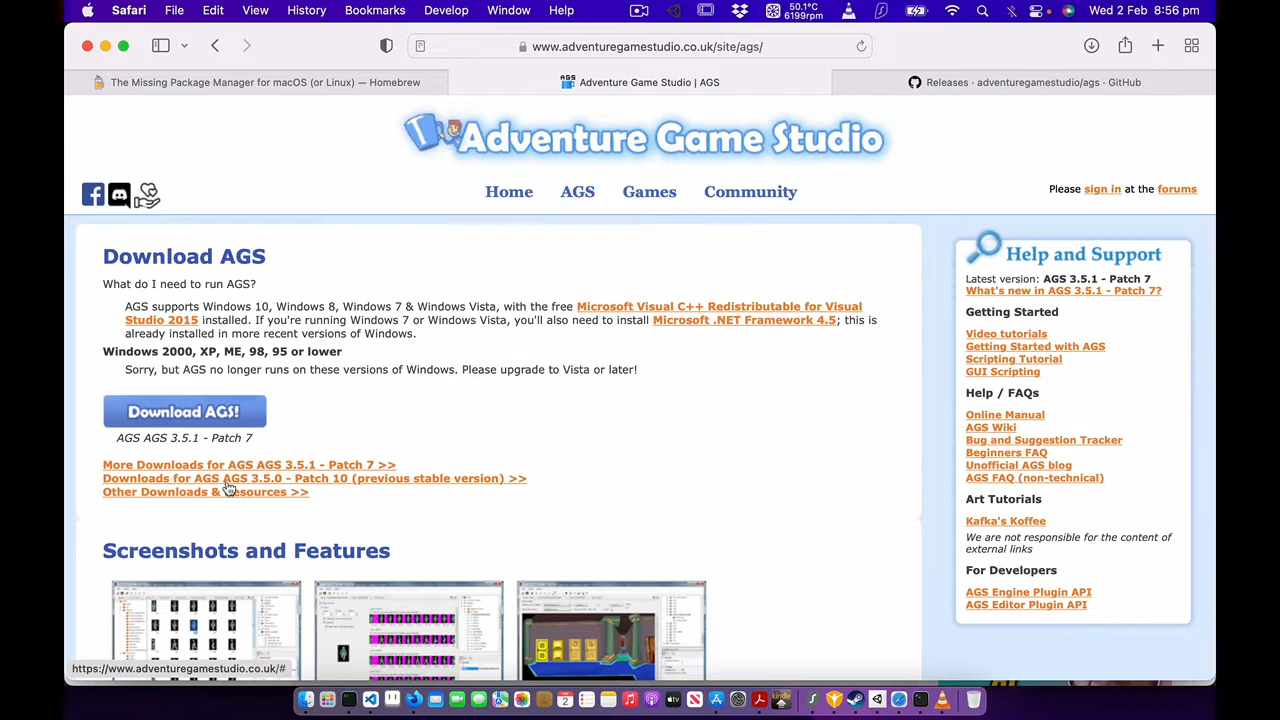 Safari File Edit View History Bookmarks Develop Window Help 50.1°C 6199rpm Wed 2 Feb 8:56 pm
www.adventuregamestudio.co.uk/site/ags/
The Missing Package Manager for macOS (or Linux) — Homebrew
AGS Adventure Game Studio | AGS
Releases · adventuregamestudio/ags · GitHub
Adventure Game Studio
Home AGS Games Community
Please sign in at the forums
Download AGS
What do I need to run AGS?
AGS supports Windows 10, Windows 8, Windows 7 & Windows Vista, with the free Microsoft Visual C++ Redistributable for Visual
Studio 2015 installed. If you're running Windows 7 or Windows Vista, you'll also need to install Microsoft .NET Framework 4.5; this is
already installed in more recent versions of Windows.
Windows 2000, XP, ME, 98, 95 or lower
Sorry, but AGS no longer runs on these versions of Windows. Please upgrade to Vista or later!
Download AGS!
AGS AGS 3.5.1 - Patch 7
More Downloads for AGS AGS 3.5.1 - Patch 7 >>
Downloads for AGS AGS 3.5.0 - Patch 10 (previous stable version) >>
Other Downloads & Resources >>
Screenshots and Features
https://www.adventuregamestudio.co.uk/#
Help and Support
Latest version: AGS 3.5.1 - Patch 7
What's new in AGS 3.5.1 - Patch 7?
Getting Started
Video tutorials
Getting Started with AGS
Scripting Tutorial
GUI Scripting
Help / FAQs
Online Manual
AGS Wiki
Bug and Suggestion Tracker
Beginners FAQ
Unofficial AGS blog
AGS FAQ (non-technical)
Art Tutorials
Kafka's Koffee
We are not responsible for the content of
external links
For Developers
AGS Engine Plugin API
AGS Editor Plugin API